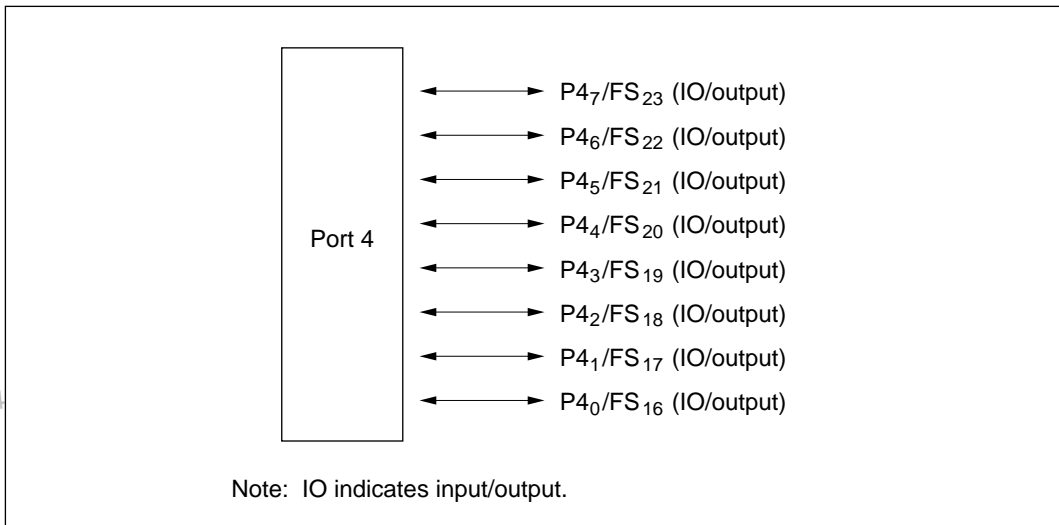 P4₇/FS₂₃ (IO/output)
P4₆/FS₂₂ (IO/output)
P4₅/FS₂₁ (IO/output)
P4₄/FS₂₀ (IO/output)
Port 4
P4₃/FS₁₉ (IO/output)
P4₂/FS₁₈ (IO/output)
P4₁/FS₁₇ (IO/output)
P4₀/FS₁₆ (IO/output)
Note: IO indicates input/output.